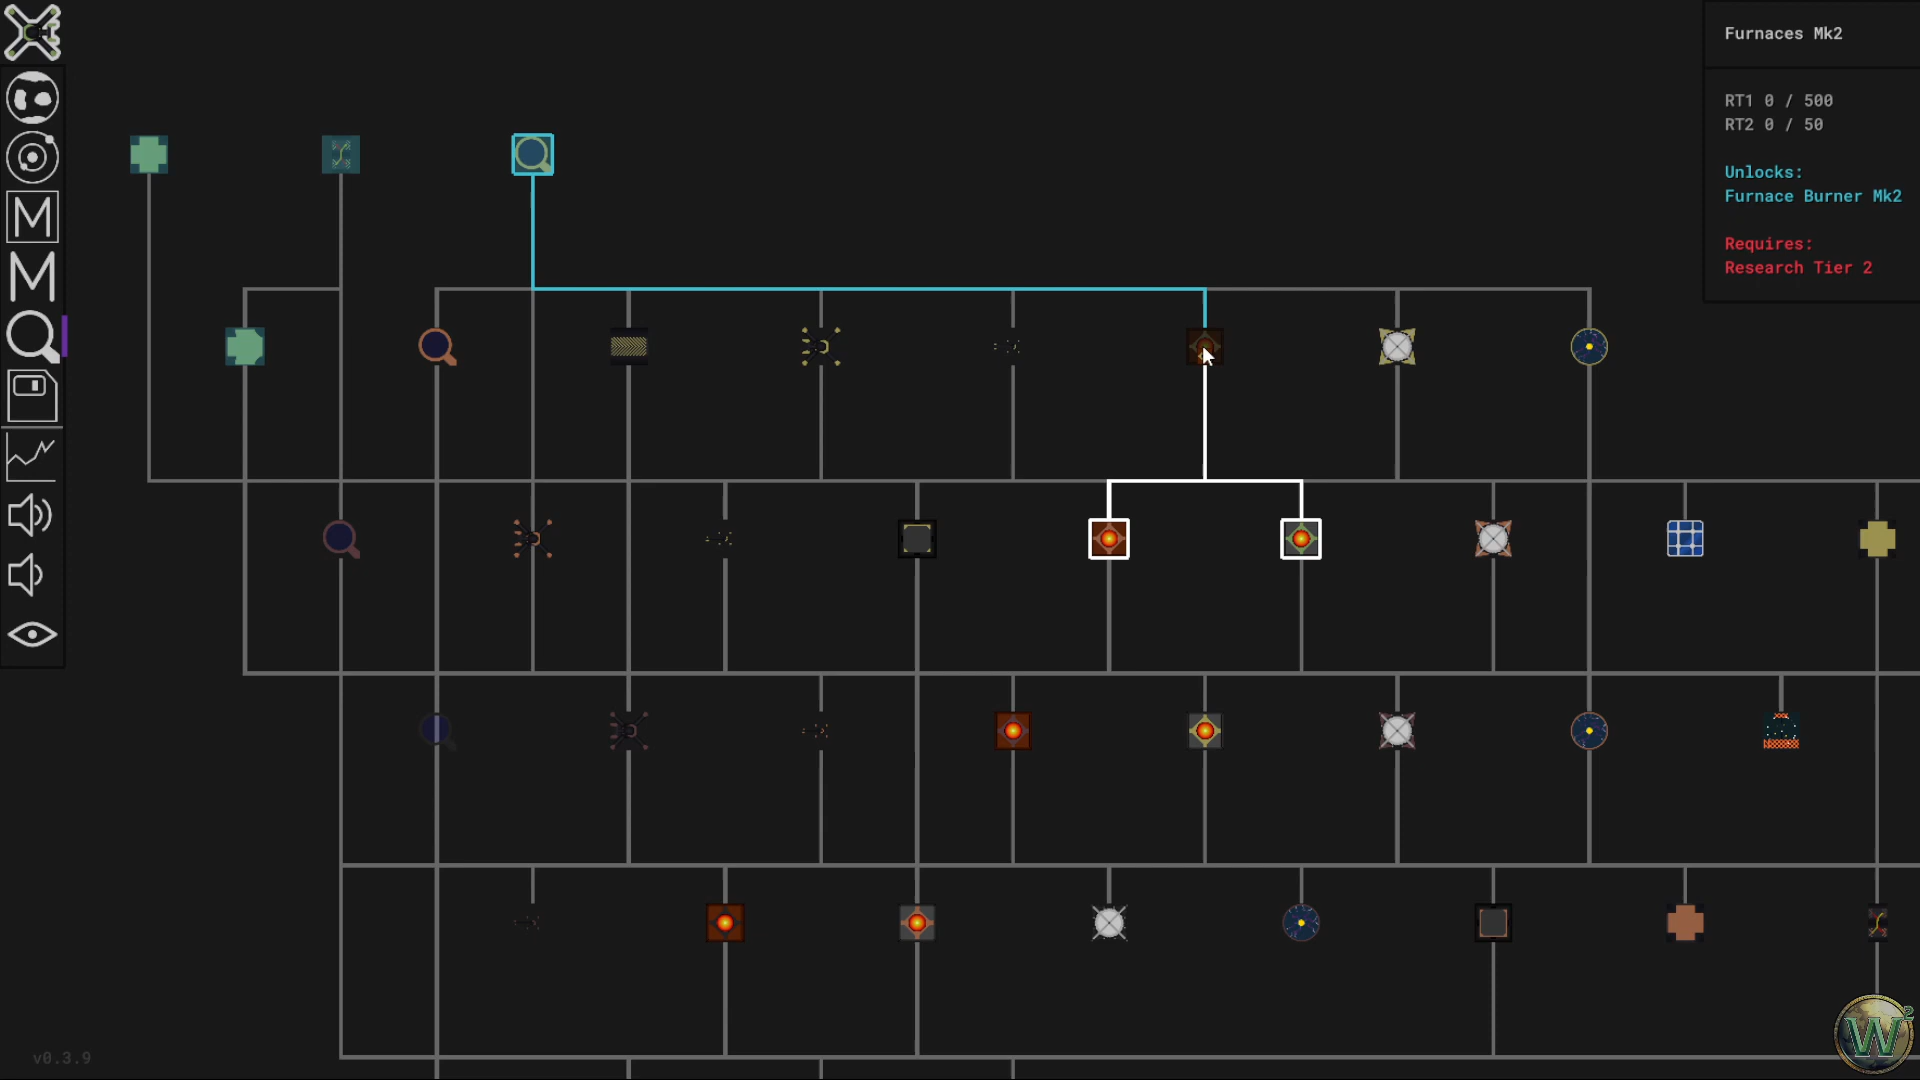 Furnaces Mk2
RT1 0 / 500
RT2 0 / 50
Unlocks:
Furnace Burner Mk2
Requires:
Research Tier 2
M
M
v0.3.9
W2